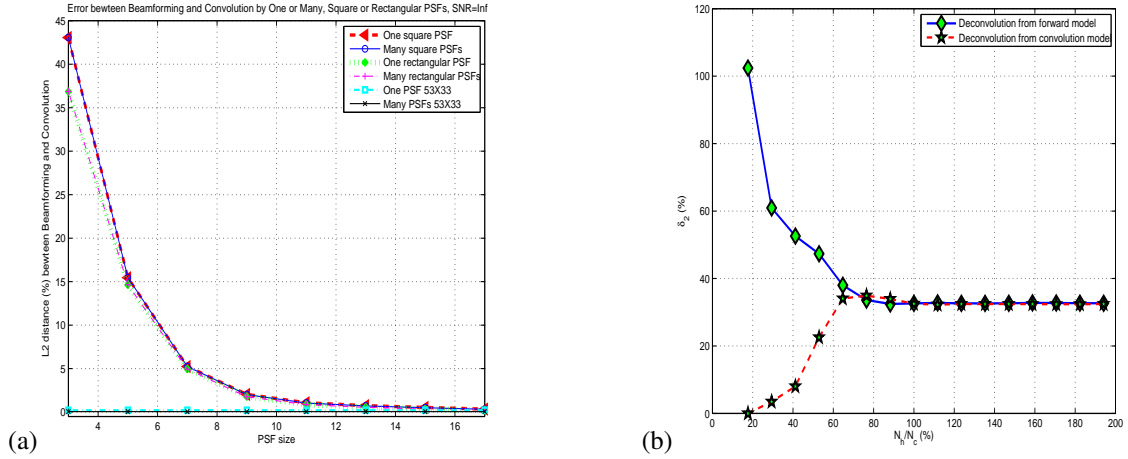 Error bewteen Beamforming and Convolution by One or Many, Square or Rectangular PSFs, SNR=Inf
L2 distance (%) bewteen Beamforming and Convolution
45
40
35
30
25
20
15
10
5
0
4
6
8
10
12
14
16
PSF size
One square PSF
Many square PSFs
One rectangular PSF
Many rectangular PSFs
One PSF 53X33
Many PSFs 53X33
(a)
δ_2 (%)
120
100
80
60
40
20
0
0
20
40
60
80
100
120
140
160
180
200
N_h/N_c (%)
Deconvolution from forward model
Deconvolution from convolution model
(b)